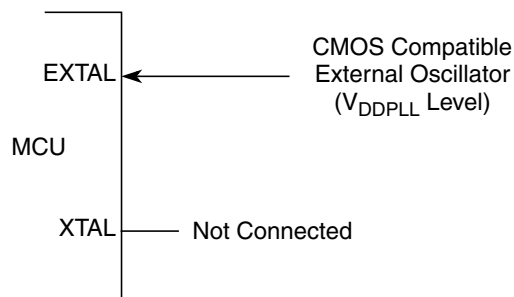 CMOS Compatible
External Oscillator
(VDDPLL Level)
EXTAL
MCU
XTAL
Not Connected